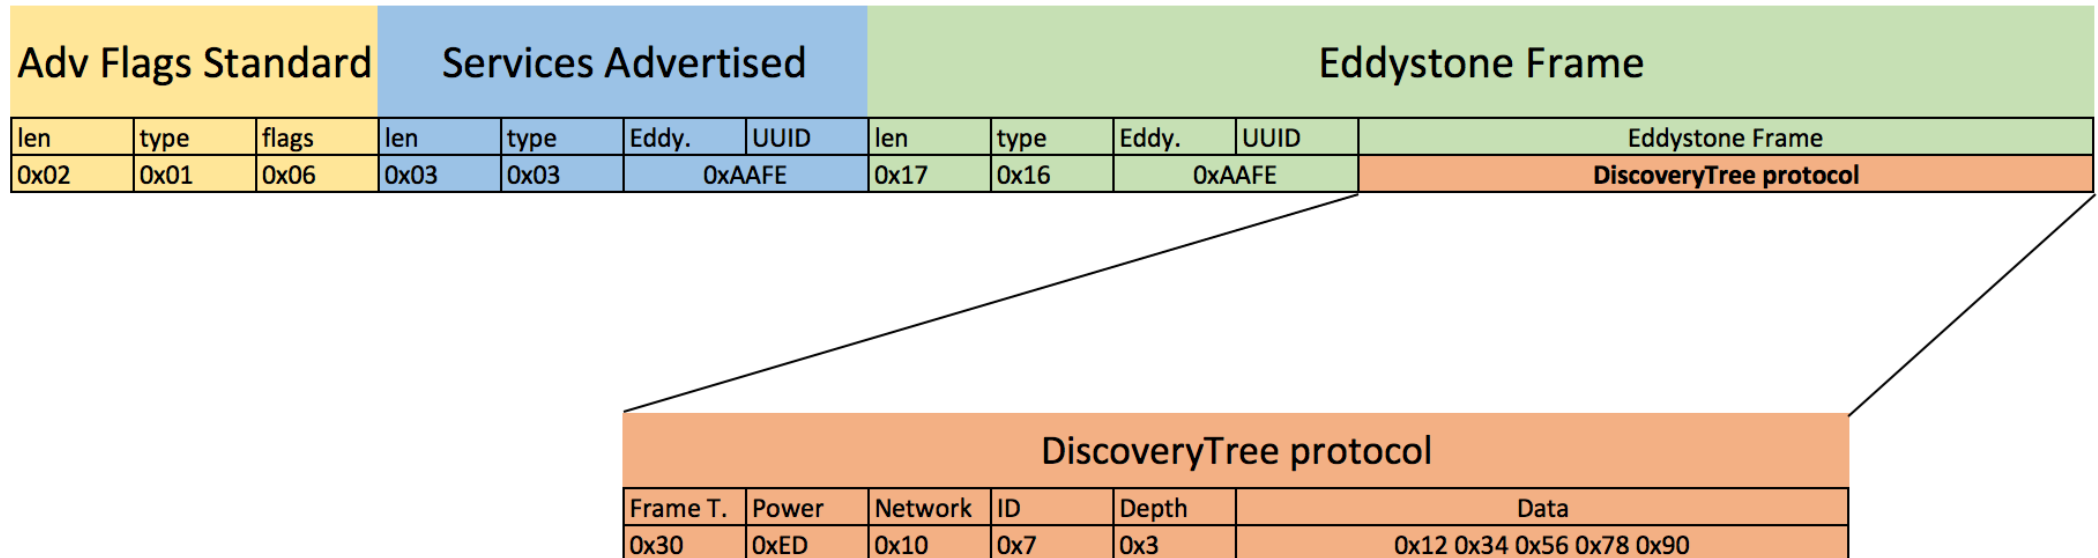 Adv Flags Standard Services Advertised Eddystone Frame
len type flags len type Eddy. UUID len type Eddy. UUID Eddystone Frame
0x02 0x01 0x06 0x03 0x03 0xAAFE 0x17 0x16 0xAAFE DiscoveryTree protocol
DiscoveryTree protocol
Frame T. Power Network ID Depth Data
0x30 0xED 0x10 0x7 0x3 0x12 0x34 0x56 0x78 0x90